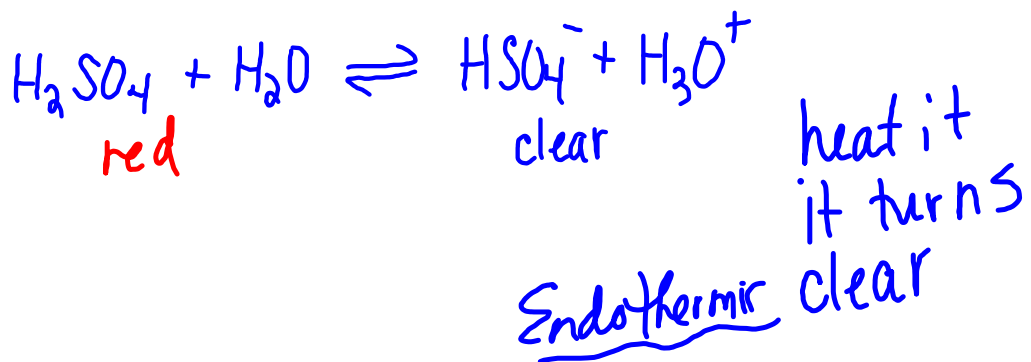 H₂SO₄ + H₂O ⇌ HSO₄⁻ + H₃O⁺
red
clear
heat it
it turns
clear
Endothermic